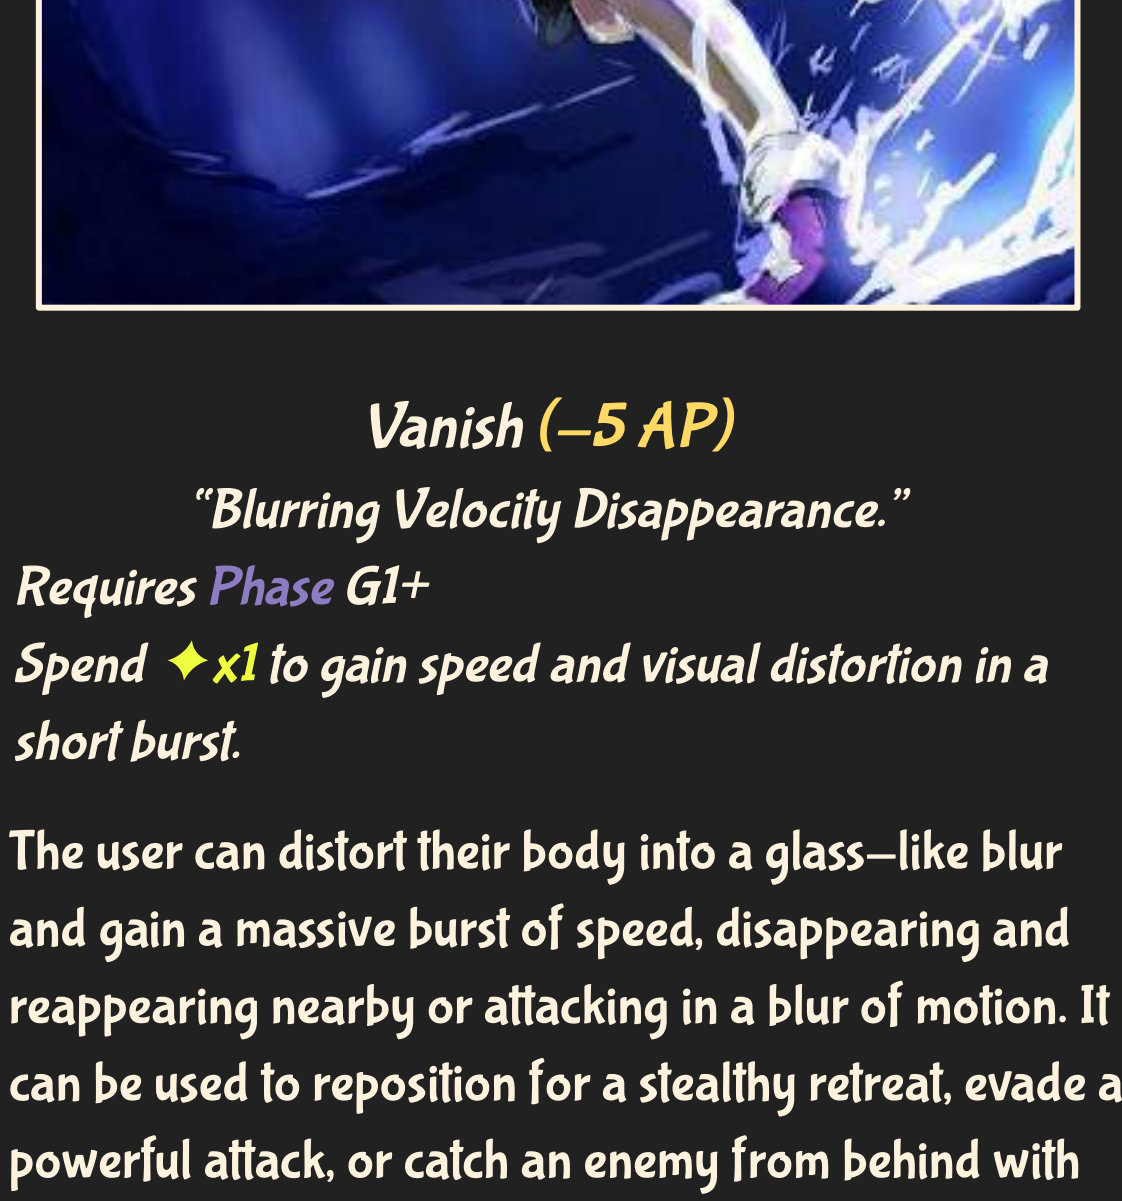 Vanish (–5 AP)
“Blurring Velocity Disappearance.”
Requires Phase G1+
Spend ✦x1 to gain speed and visual distortion in a
short burst.
The user can distort their body into a glass–like blur
and gain a massive burst of speed, disappearing and
reappearing nearby or attacking in a blur of motion. It
can be used to reposition for a stealthy retreat, evade a
powerful attack, or catch an enemy from behind with